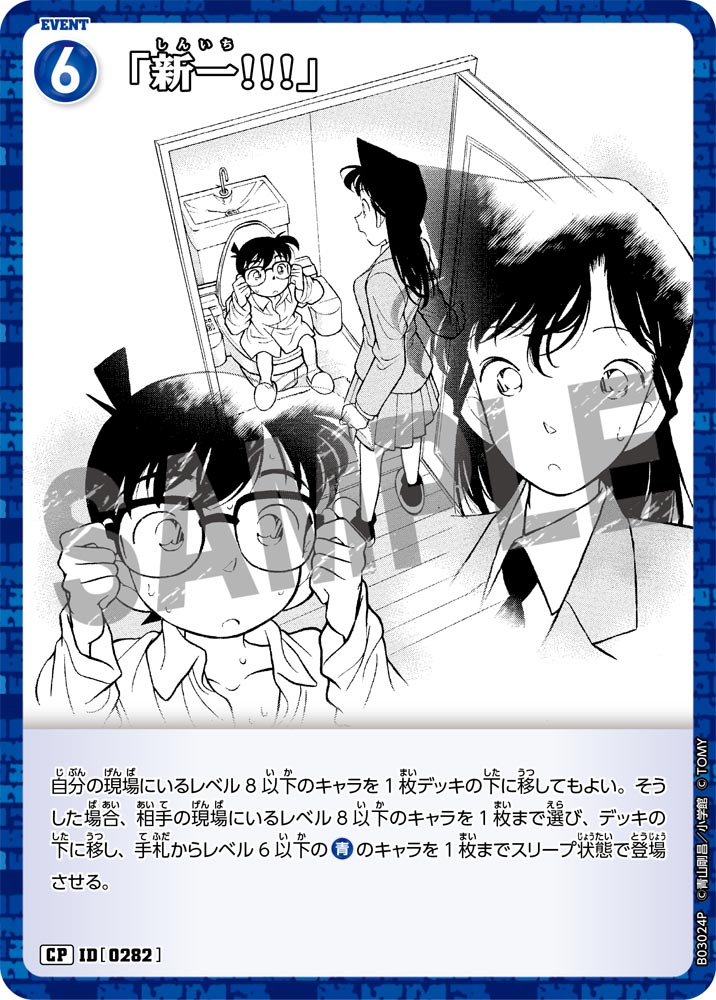 EVENT
6
「新一!!!」
しんいち
SAMPLE
自分の現場にいるレベル8以下のキャラを1枚デッキの下に移してもよい。そう
した場合、相手の現場にいるレベル8以下のキャラを1枚まで選び、デッキの
下に移し、手札からレベル6以下の青のキャラを1枚までスリープ状態で登場
させる。
CP ID[0282]
B03024P ©青山剛昌/小学館 ©TOMY